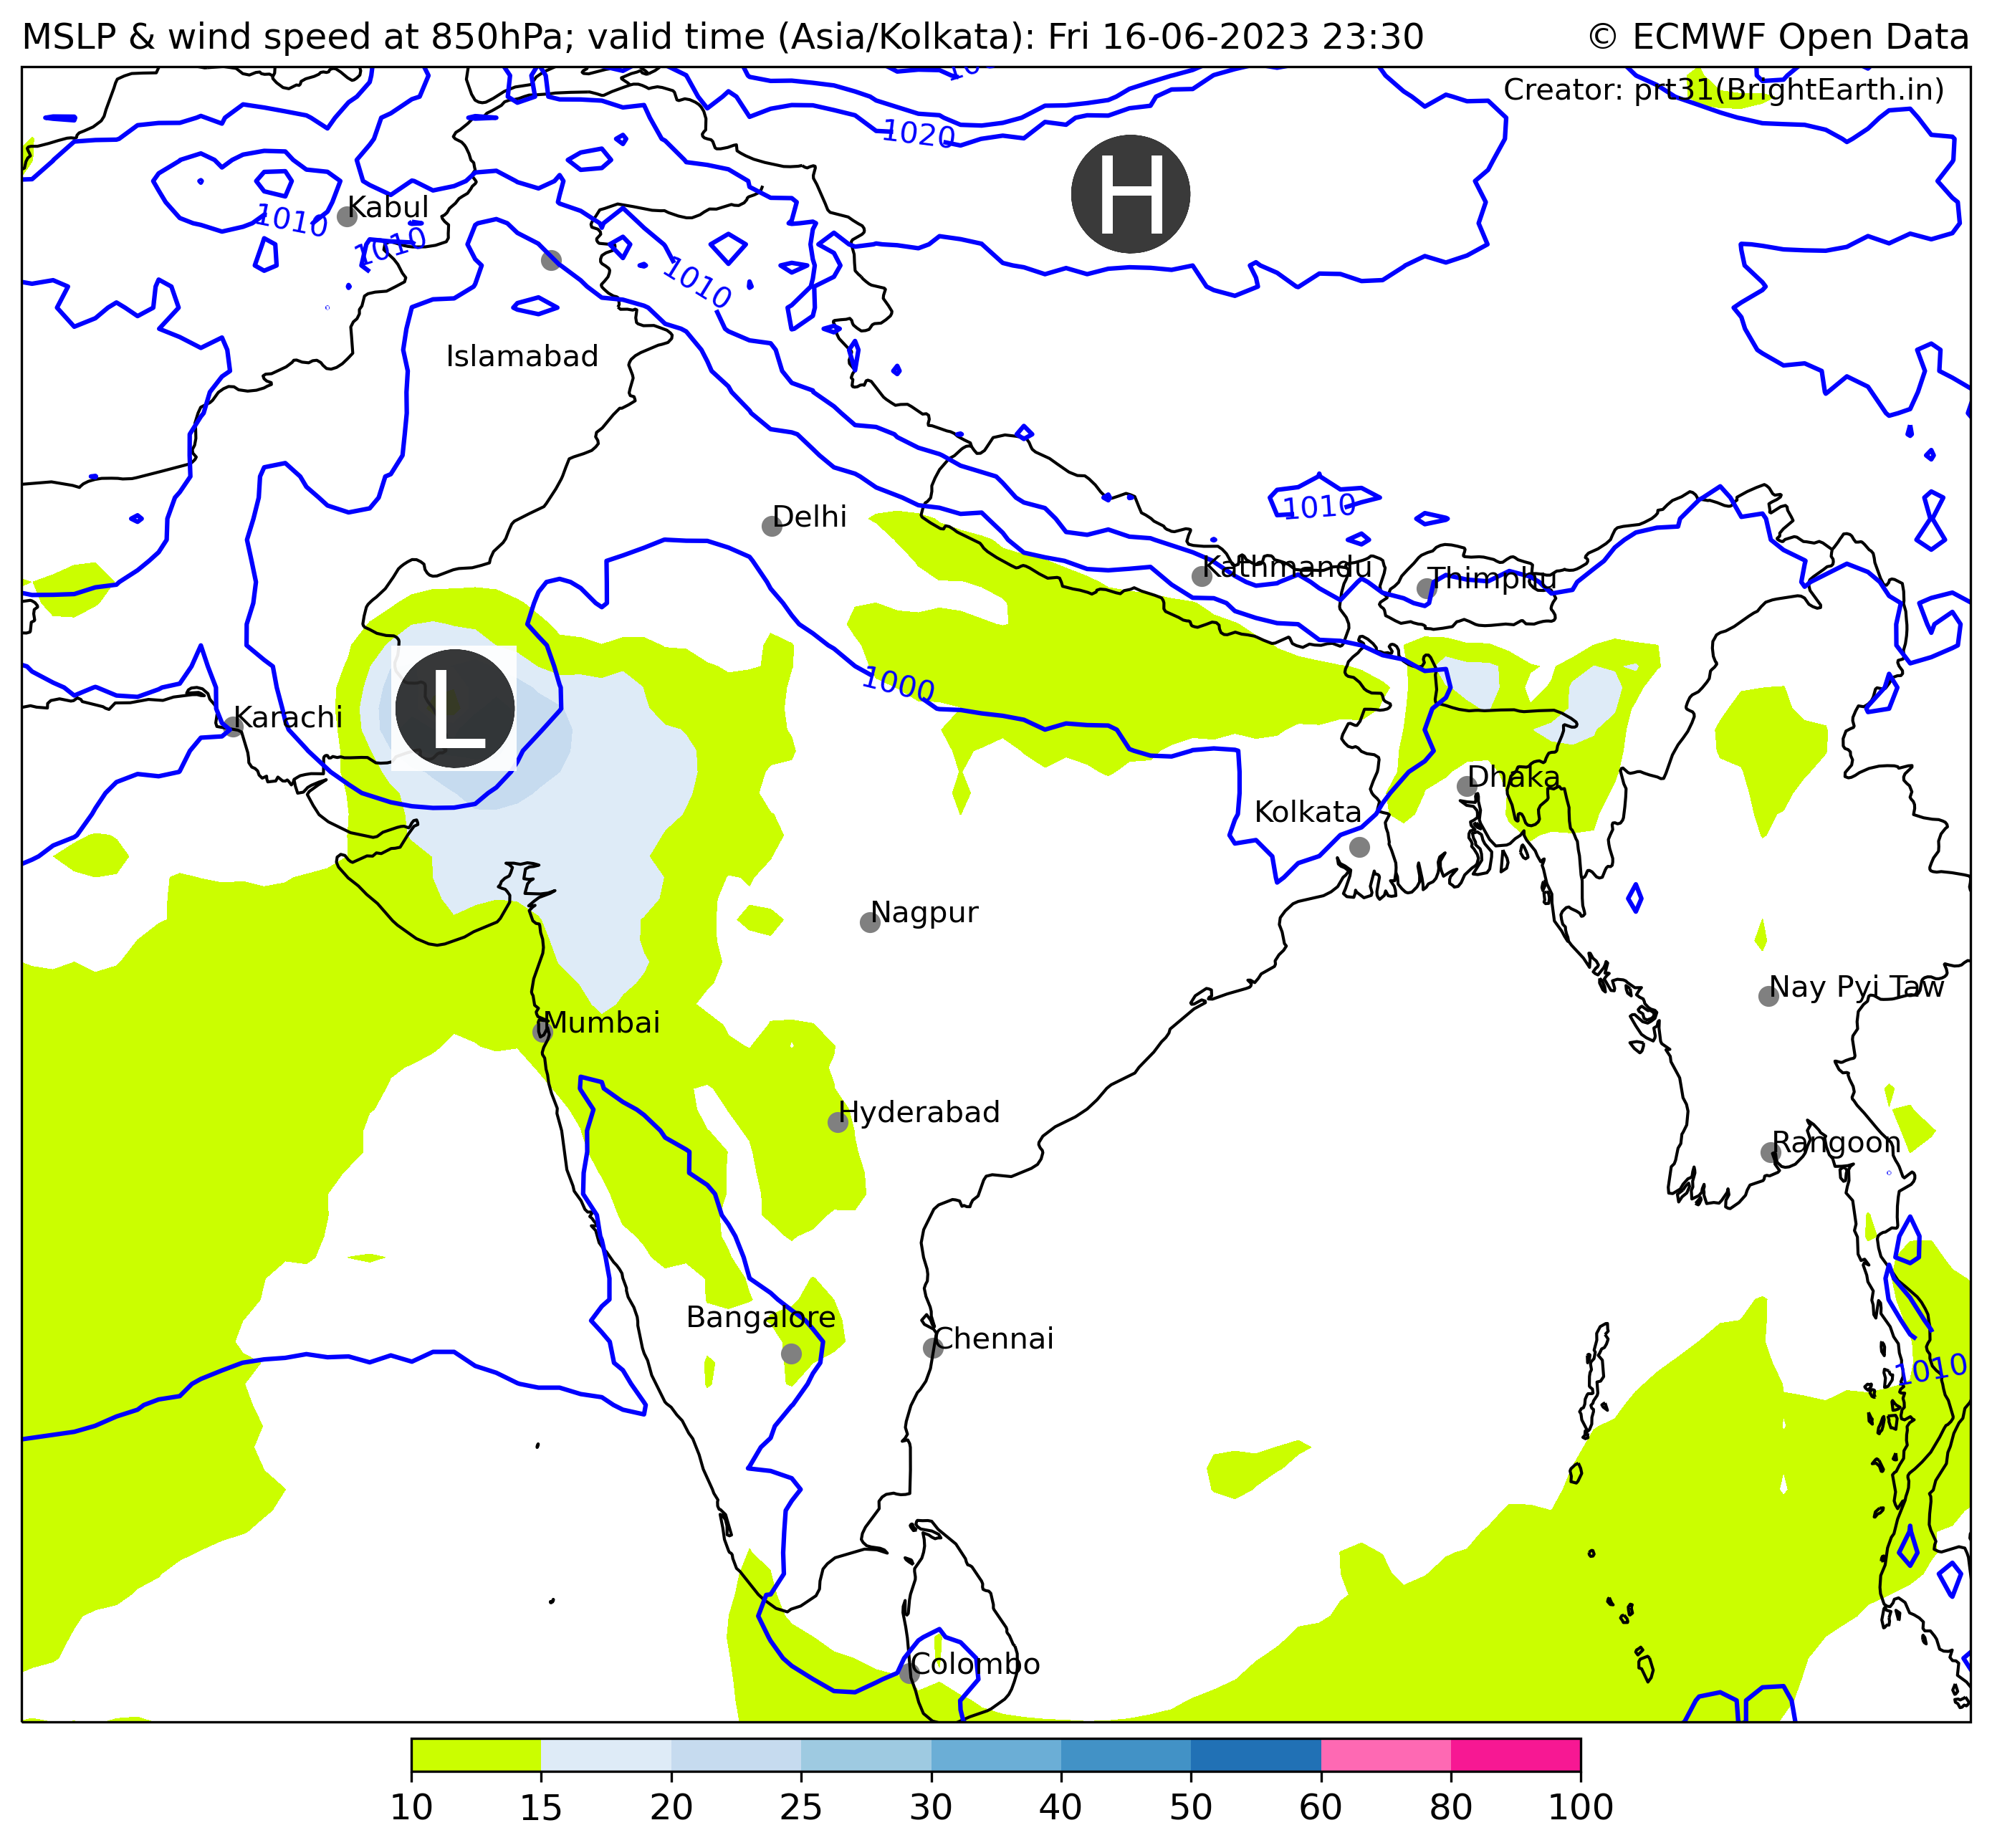 MSLP & wind speed at 850hPa; valid time (Asia/Kolkata): Fri 16-06-2023 23:30
© ECMWF Open Data
Creator: prt31(BrightEarth.in)
1020
H
Kabul
1010
1010
1010
Islamabad
1010
Delhi
Kathmandu
Thimphu
1000
L
Karachi
Dhaka
Kolkata
Nagpur
Nay Pyi Taw
Mumbai
Hyderabad
Rangoon
Bangalore
Chennai
1010
Colombo
10 15 20 25 30 40 50 60 80 100